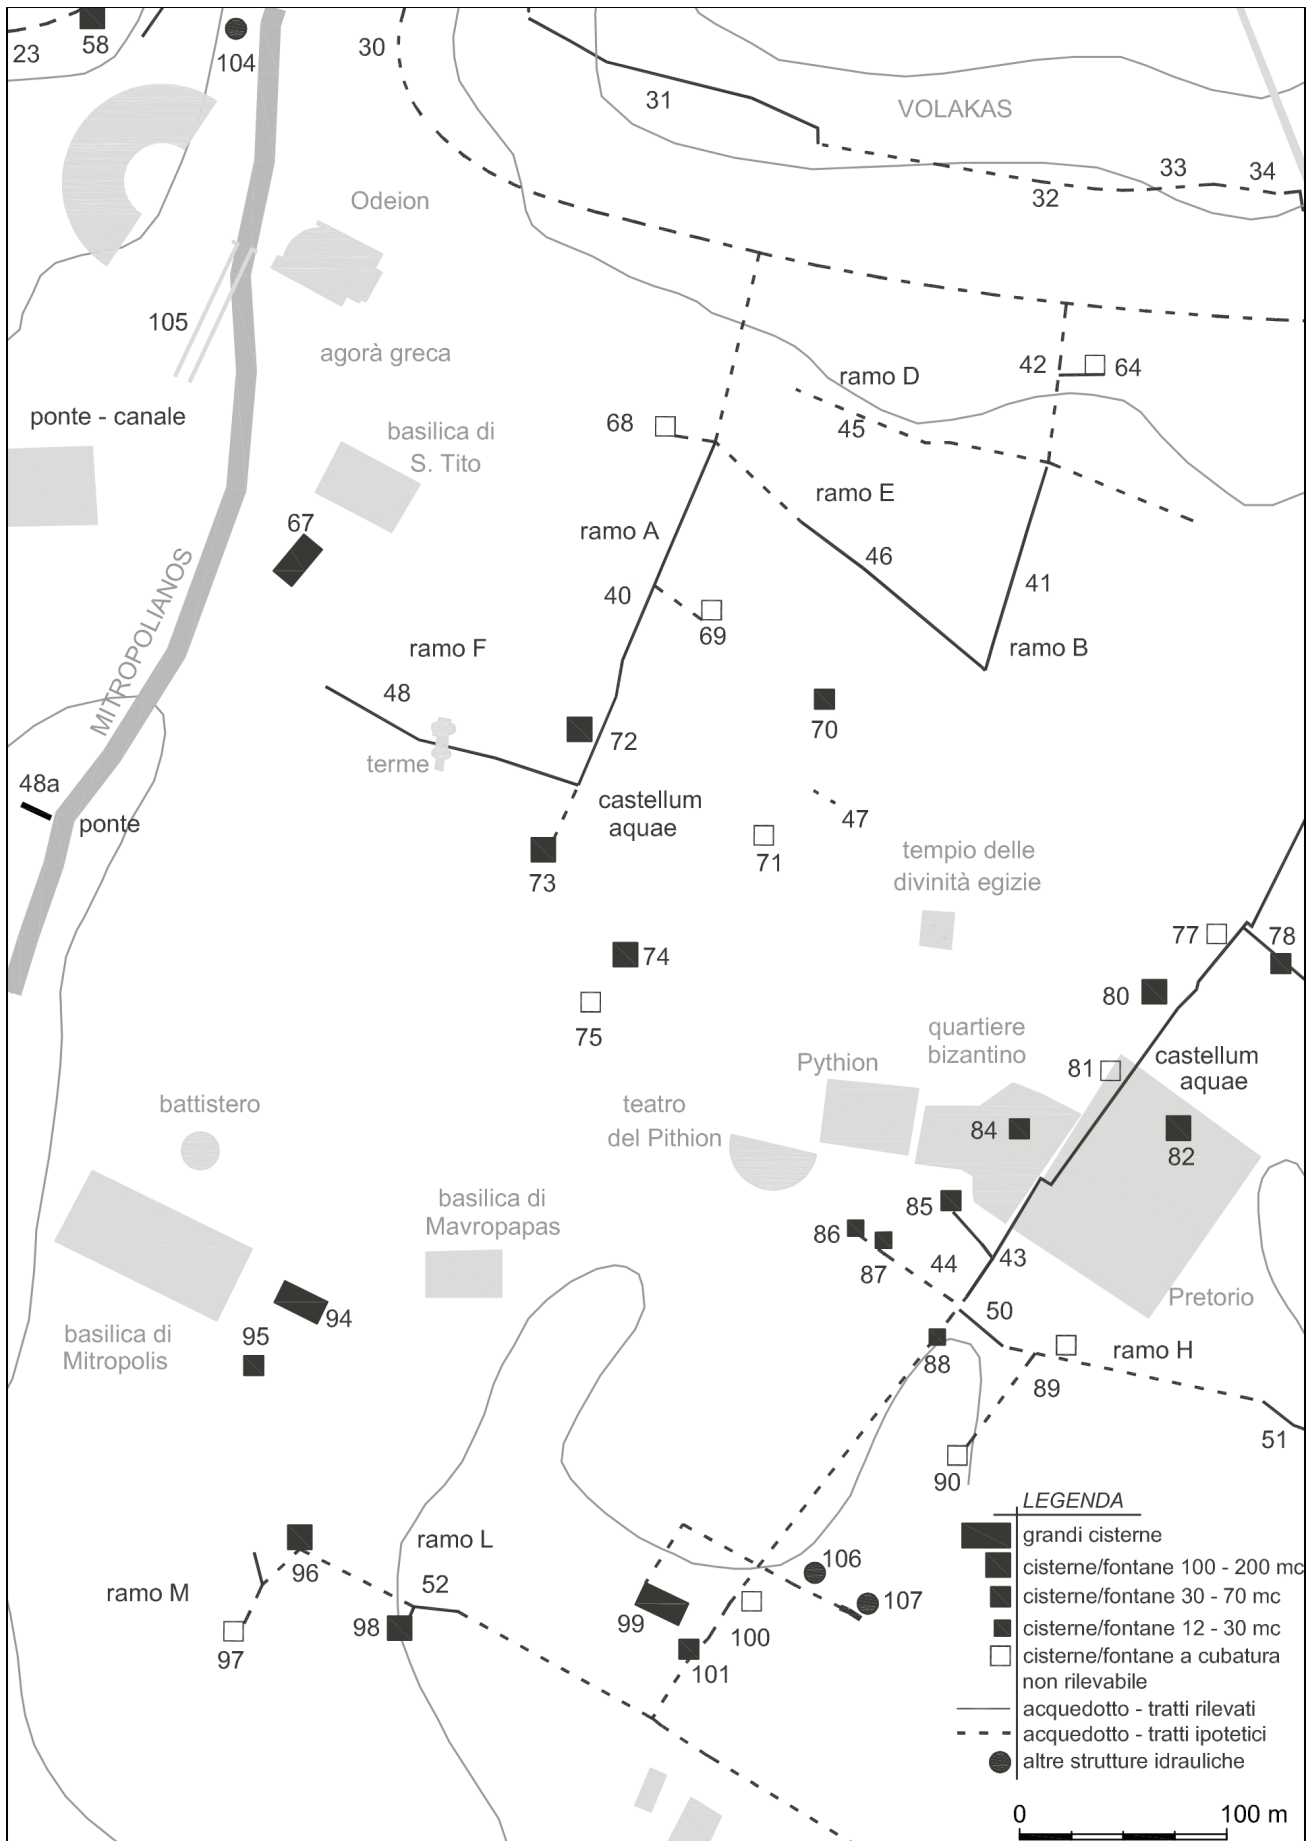 23
58
104
30
31
VOLAKAS
33
34
32
Odeion
105
agorà greca
ramo D
42
64
ponte - canale
68
basilica di
S. Tito
45
67
ramo E
ramo A
46
41
40
69
ramo F
ramo B
MITROPOLIANOS
48
70
72
terme
48a
castellum
aquae
47
ponte
71
tempio delle
divinità egizie
73
77
78
74
80
75
quartiere
bizantino
Pythion
81
castellum
aquae
battistero
teatro
del Pithion
84
82
basilica di
Mavropapas
85
86
87
44
43
50
Pretorio
94
95
basilica di
Mitropolis
88
ramo H
89
51
90
LEGENDA
grandi cisterne
cisterne/fontane 100 - 200 mc
cisterne/fontane 30 - 70 mc
cisterne/fontane 12 - 30 mc
cisterne/fontane a cubatura
non rilevabile
acquedotto - tratti rilevati
acquedotto - tratti ipotetici
altre strutture idrauliche
ramo L
106
96
52
ramo M
107
99
98
100
97
101
0 100 m